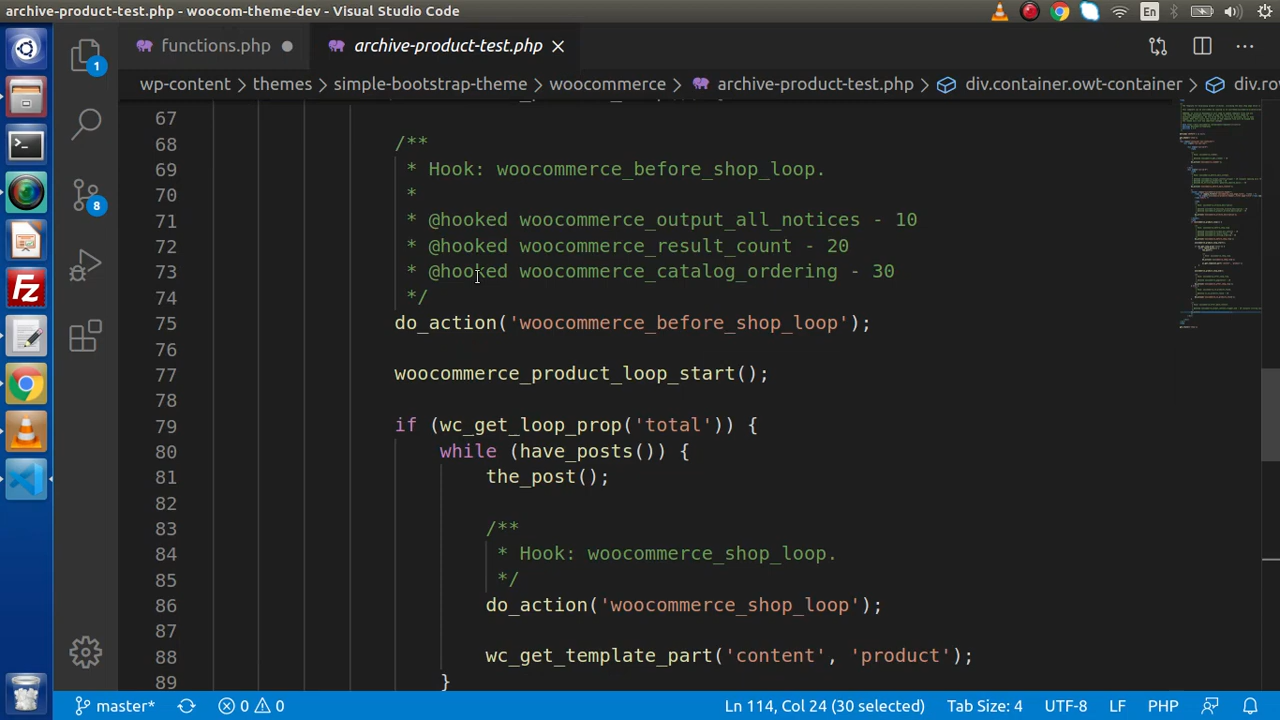 archive-product-test.php - woocom-theme-dev - Visual Studio Code
En
functions.php
archive-product-test.php
wp-content
themes
simple-bootstrap-theme
woocommerce
archive-product-test.php
div.container.owt-container
div.ro
1
8
67
68 /**
69 * Hook: woocommerce_before_shop_loop.
70 *
71 * @hooked woocommerce_output_all_notices - 10
72 * @hooked woocommerce_result_count - 20
73 * @hooked woocommerce_catalog_ordering - 30
74 */
75 do_action('woocommerce_before_shop_loop');
76
77 woocommerce_product_loop_start();
78
79 if (wc_get_loop_prop('total')) {
80 while (have_posts()) {
81 the_post();
82
83 /**
84 * Hook: woocommerce_shop_loop.
85 */
86 do_action('woocommerce_shop_loop');
87
88 wc_get_template_part('content', 'product');
89 }
master*
0
0
Ln 114, Col 24 (30 selected)
Tab Size: 4
UTF-8
LF
PHP